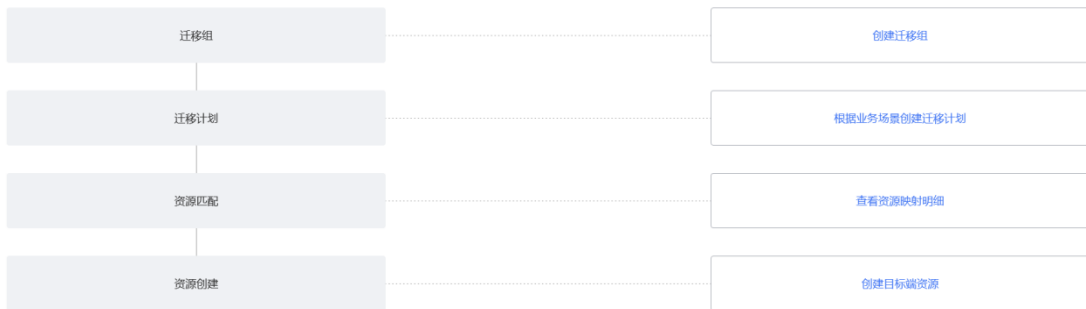 迁移组
创建迁移组
迁移计划
根据业务场景创建迁移计划
资源匹配
查看资源映射明细
资源创建
创建目标端资源